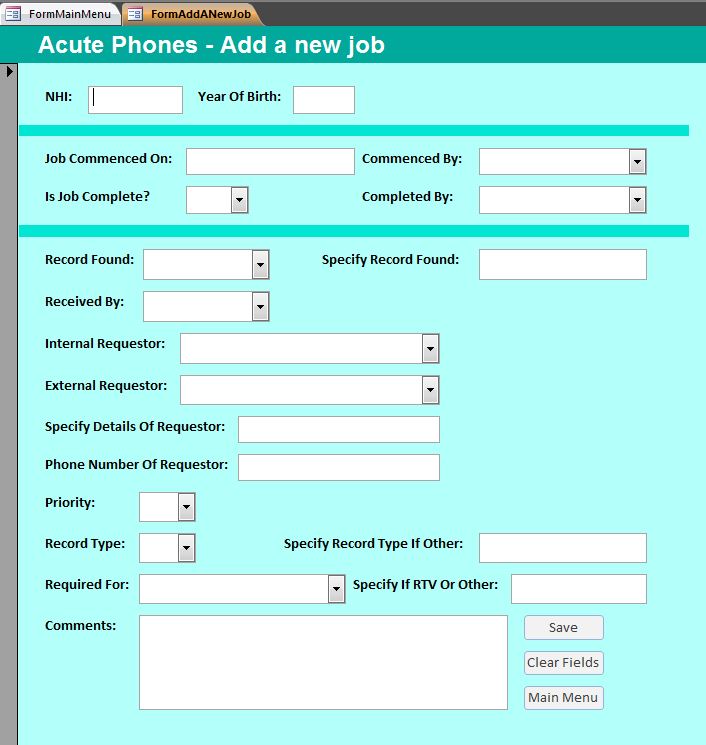 FormMainMenu FormAddANewJob
Acute Phones - Add a new job
NHI: Year Of Birth:
Job Commenced On: Commenced By:
Is Job Complete? Completed By:
Record Found: Specify Record Found:
Received By:
Internal Requestor:
External Requestor:
Specify Details Of Requestor:
Phone Number Of Requestor:
Priority:
Record Type: Specify Record Type If Other:
Required For: Specify If RTV Or Other:
Comments: Save
Clear Fields
Main Menu